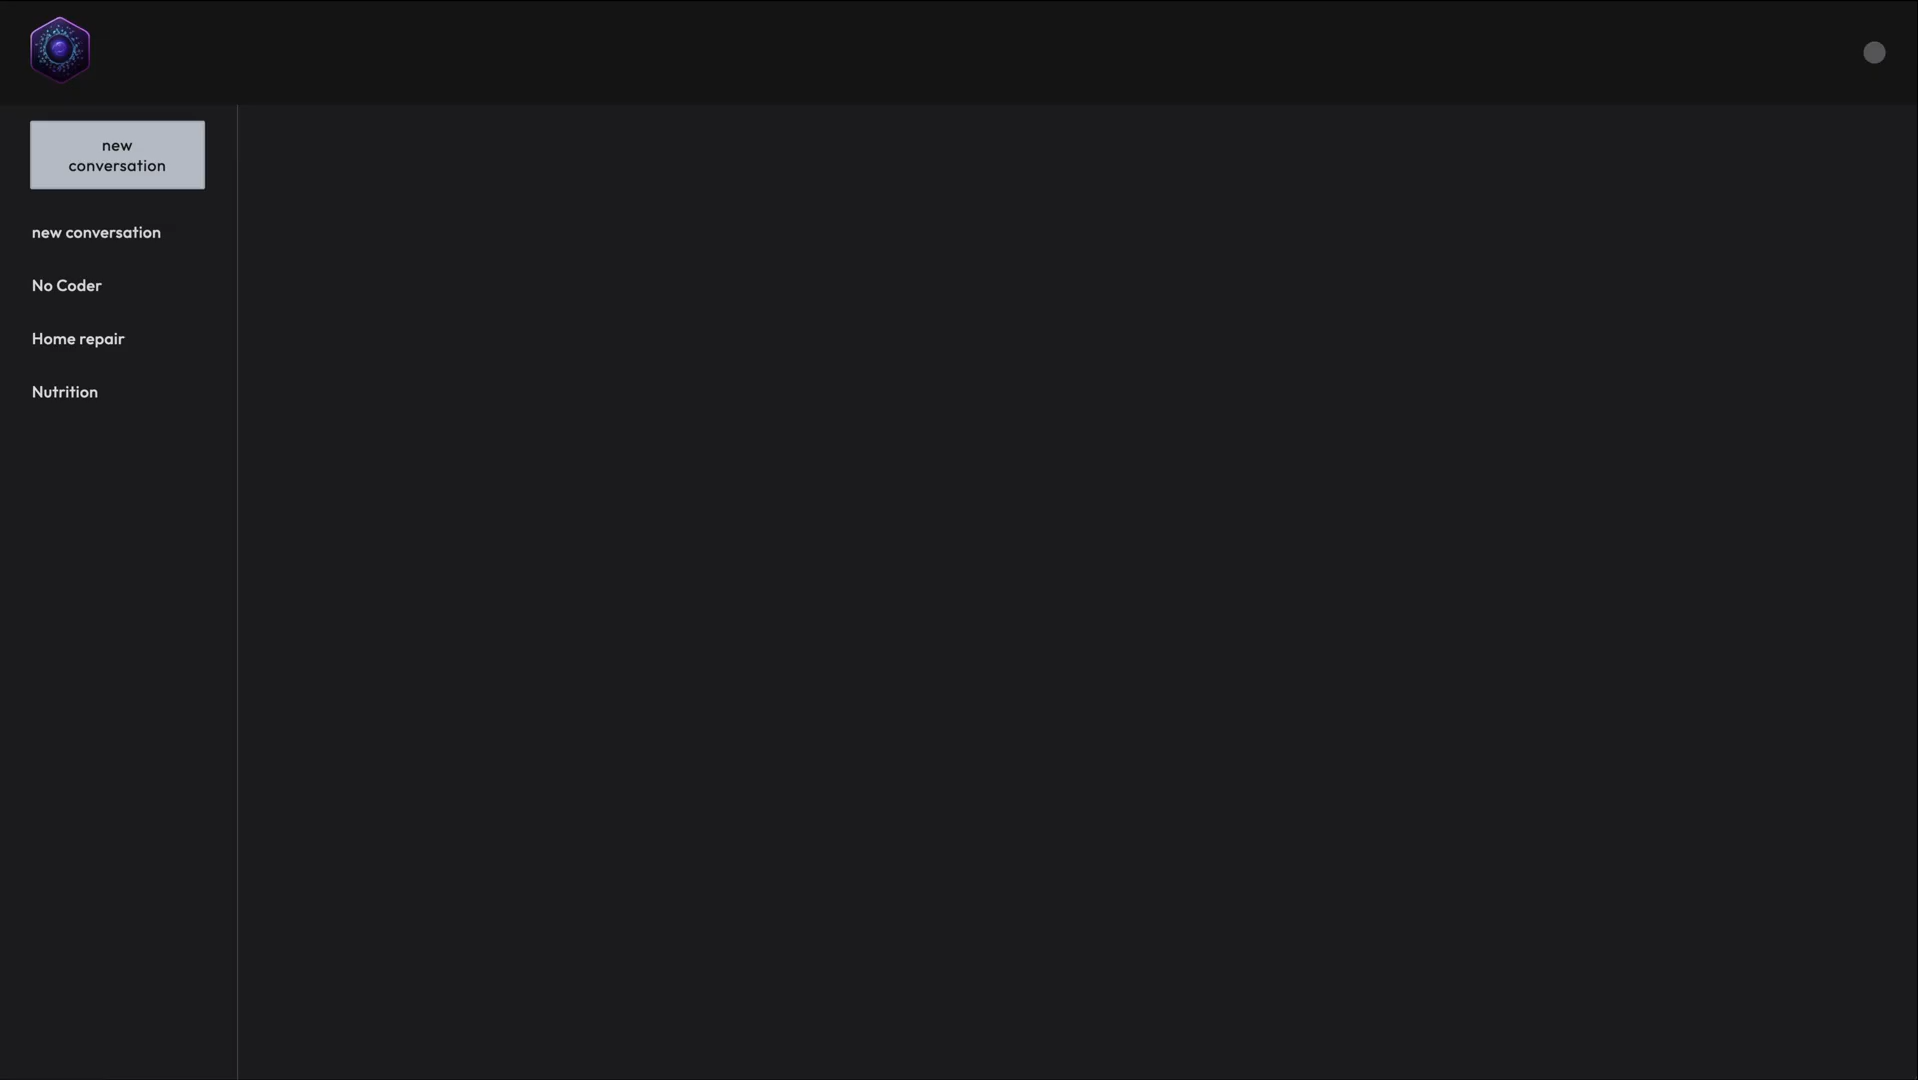 new
conversation
new conversation
No Coder
Home repair
Nutrition